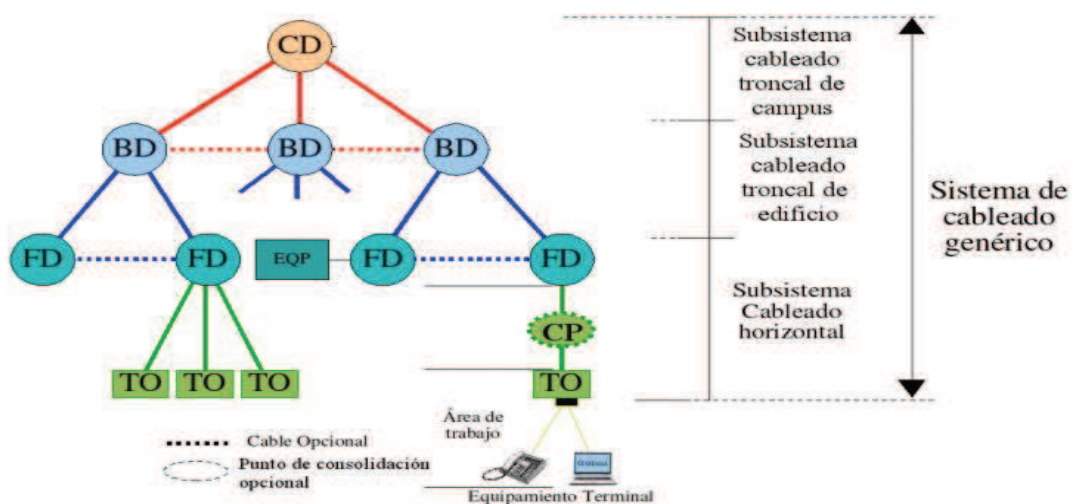 CD
BD
BD
BD
FD
FD
EQP
FD
FD
CP
TO
TO
TO
TO
Subsistema
cableado
troncal de
campus
Subsistema
cableado
troncal de
edificio
Subsistema
Cableado
horizontal
Sistema de
cableado
genérico
Área de
trabajo
Cable Opcional
Punto de consolidación
opcional
Equipamiento Terminal